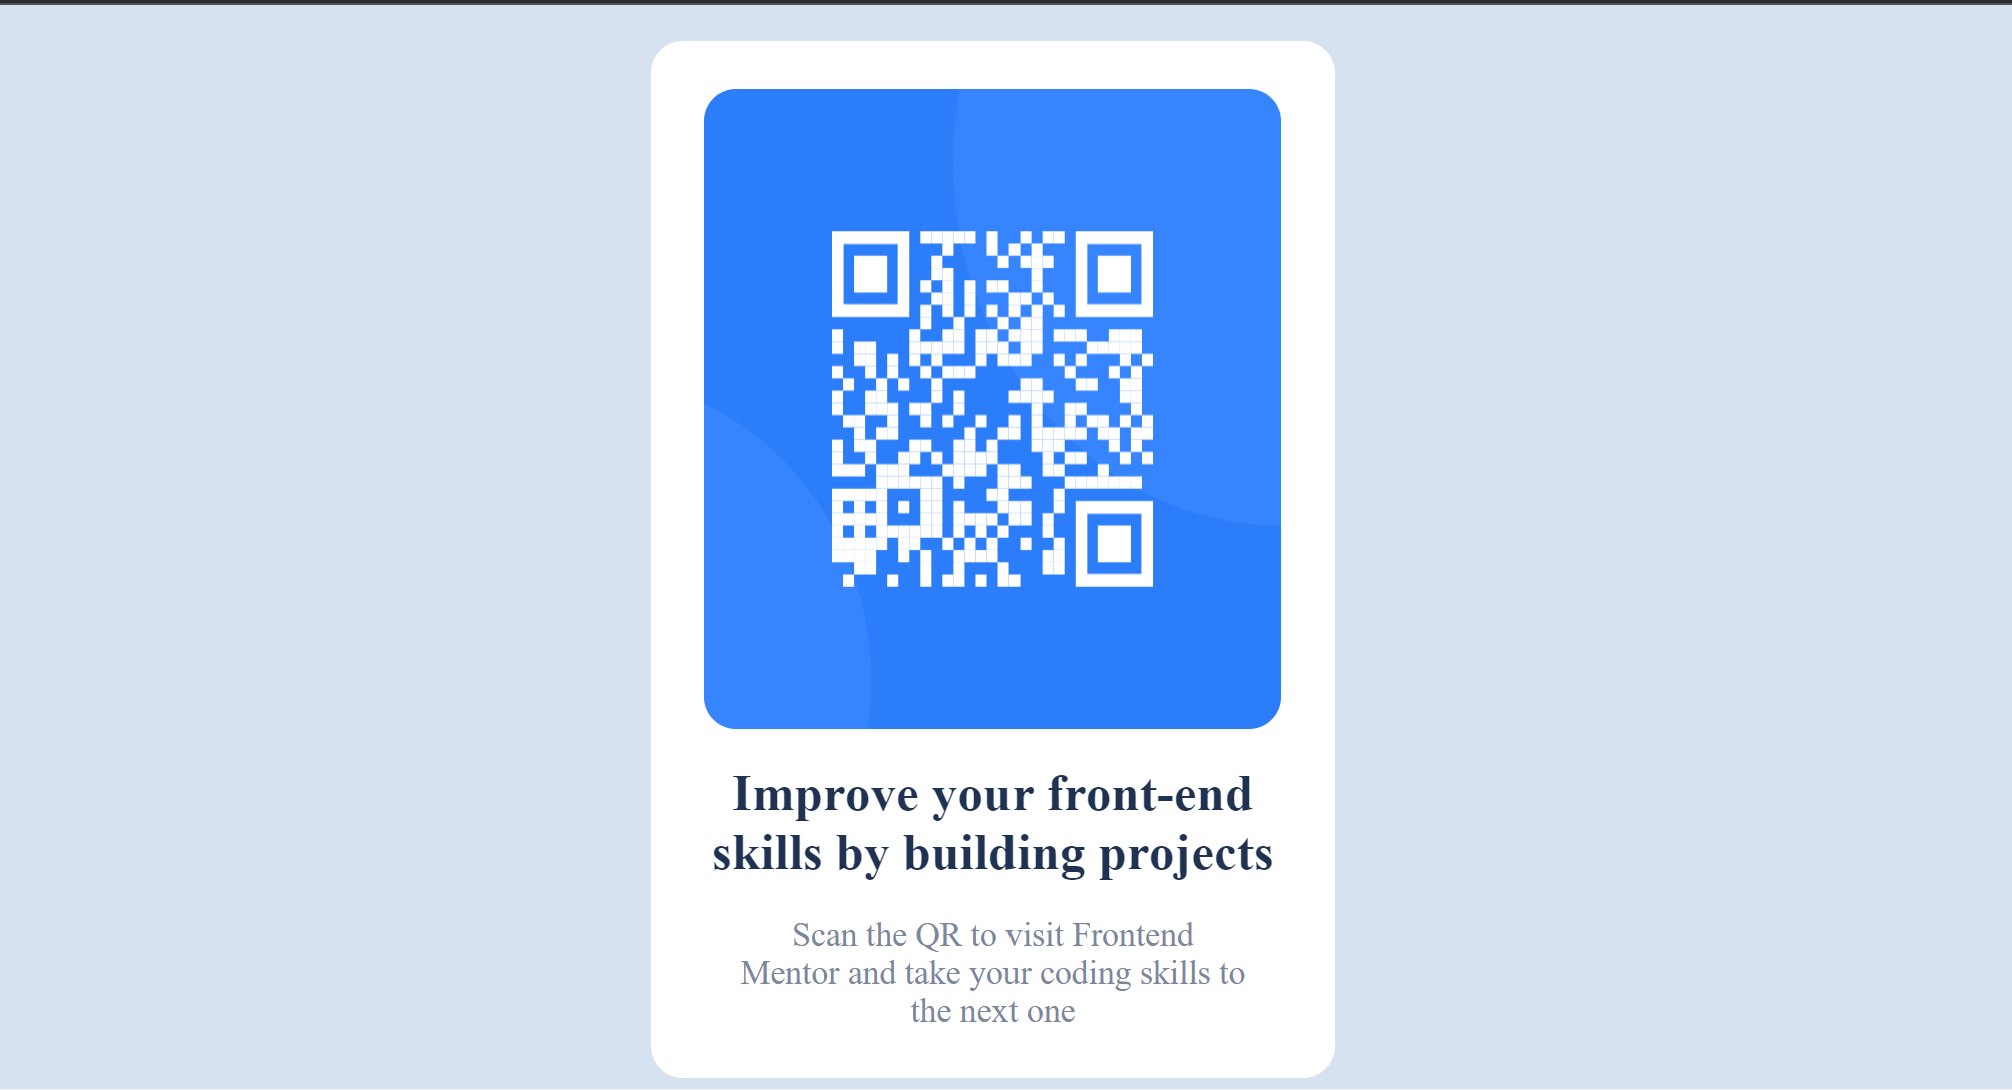 Improve your front-end
skills by building projects
Scan the QR to visit Frontend
Mentor and take your coding skills to
the next one